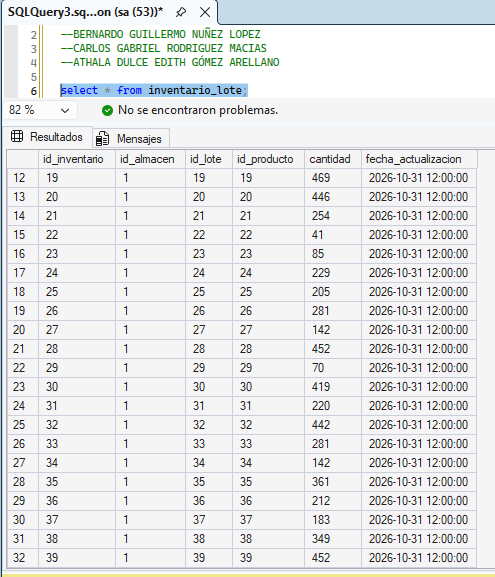 SQLQuery3.sq...on (sa (53))*
2 --BERNARDO GUILLERMO NUÑEZ LOPEZ
3 --CARLOS GABRIEL RODRIGUEZ MACIAS
4 --ATHALA DULCE EDITH GÓMEZ ARELLANO
5
6 select * from inventario_lote;
82 % No se encontraron problemas.
Resultados Mensajes
id_inventario id_almacen id_lote id_producto cantidad fecha_actualizacion
12 19 1 19 19 469 2026-10-31 12:00:00
13 20 1 20 20 446 2026-10-31 12:00:00
14 21 1 21 21 254 2026-10-31 12:00:00
15 22 1 22 22 41 2026-10-31 12:00:00
16 23 1 23 23 85 2026-10-31 12:00:00
17 24 1 24 24 229 2026-10-31 12:00:00
18 25 1 25 25 205 2026-10-31 12:00:00
19 26 1 26 26 281 2026-10-31 12:00:00
20 27 1 27 27 142 2026-10-31 12:00:00
21 28 1 28 28 452 2026-10-31 12:00:00
22 29 1 29 29 70 2026-10-31 12:00:00
23 30 1 30 30 419 2026-10-31 12:00:00
24 31 1 31 31 220 2026-10-31 12:00:00
25 32 1 32 32 442 2026-10-31 12:00:00
26 33 1 33 33 281 2026-10-31 12:00:00
27 34 1 34 34 142 2026-10-31 12:00:00
28 35 1 35 35 361 2026-10-31 12:00:00
29 36 1 36 36 212 2026-10-31 12:00:00
30 37 1 37 37 183 2026-10-31 12:00:00
31 38 1 38 38 349 2026-10-31 12:00:00
32 39 1 39 39 452 2026-10-31 12:00:00